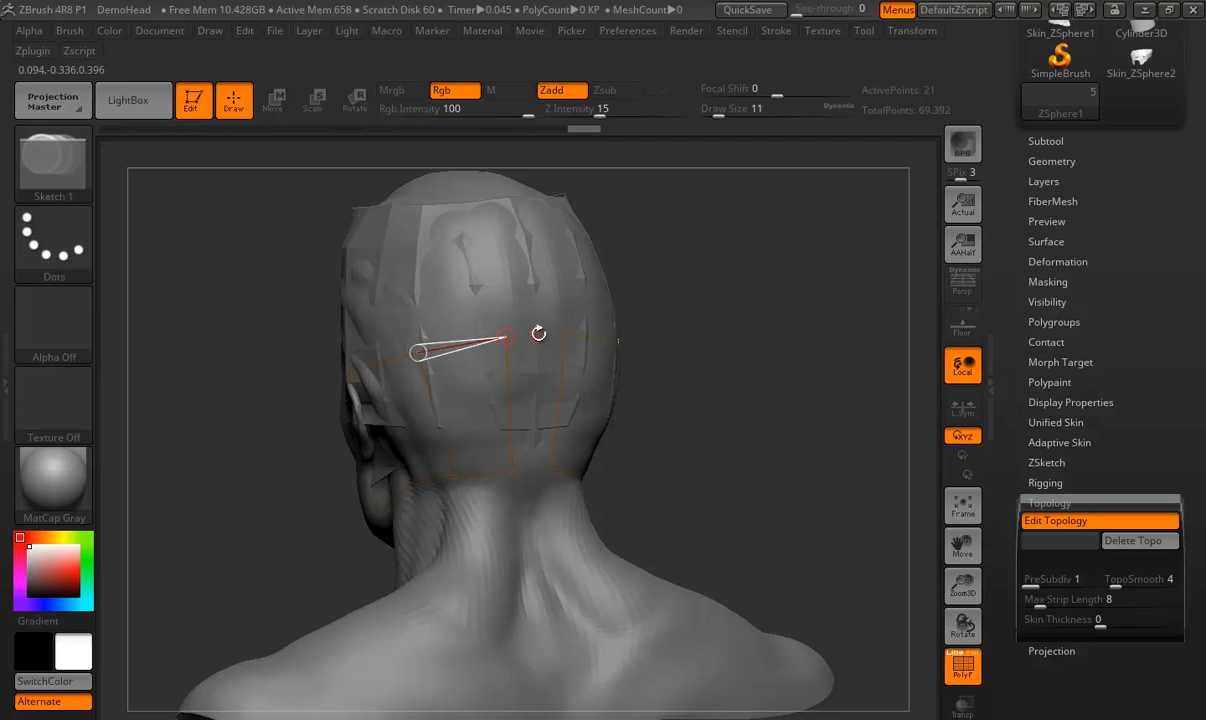 ZBrush 4R8 P1 DemoHead • Free Mem 10.428GB • Active Mem 658 • Scratch Disk 60 • Timer▶0.045 • PolyCount▶0 KP • MeshCount▶0
QuickSave See-through 0 Menus DefaultZScript
Alpha Brush Color Document Draw Edit File Layer Light Macro Marker Material Movie Picker Preferences Render Stencil Stroke Texture Tool Transform
Zplugin Zscript
0.094,-0.336,0.396
Projection Master
LightBox
Edit
Draw
Move
Scale
Rotate
Mrgb Rgb M
Rgb Intensity 100
Zadd Zsub
Z Intensity 15
Focal Shift 0
Draw Size 11
Dynamic
ActivePoints: 21
TotalPoints: 69.392
Sketch 1
Dots
Alpha Off
Texture Off
MatCap Gray
Gradient
SwitchColor
Alternate
BPR
SPix 3
Actual
AAHalf
Dynamic
Persp
Floor
Local
L.Sym
XYZ
Frame
Move
Zoom3D
Rotate
Line Fill
PolyF
Transp
Skin_ZSphere1 Cylinder3D
SimpleBrush Skin_ZSphere2
5
ZSphere1
Subtool
Geometry
Layers
FiberMesh
Preview
Surface
Deformation
Masking
Visibility
Polygroups
Contact
Morph Target
Polypaint
Display Properties
Unified Skin
Adaptive Skin
ZSketch
Rigging
Topology
Edit Topology
Delete Topo
PreSubdiv 1 TopoSmooth 4
Max Strip Length 8
Skin Thickness 0
Projection